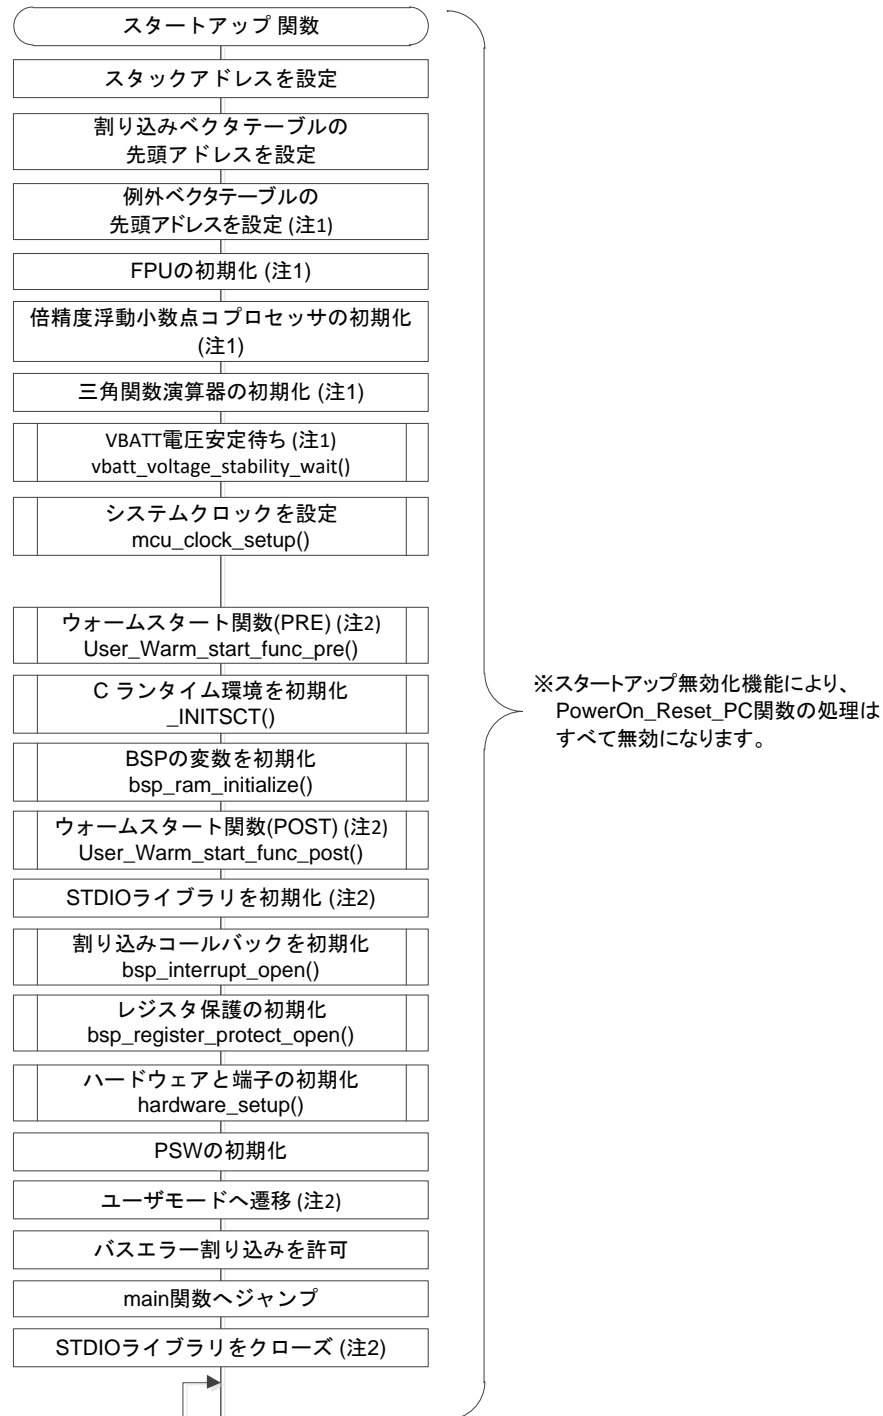 スタートアップ 関数
スタックアドレスを設定
割り込みベクタテーブルの
先頭アドレスを設定
例外ベクタテーブルの
先頭アドレスを設定 (注1)
FPUの初期化 (注1)
倍精度浮動小数点コプロセッサの初期化
(注1)
三角関数演算器の初期化 (注1)
VBATT電圧安定待ち (注1)
vbatt_voltage_stability_wait()
システムクロックを設定
mcu_clock_setup()
ウォームスタート関数(PRE) (注2)
User_Warm_start_func_pre()
C ランタイム環境を初期化
_INITSCT()
BSPの変数を初期化
bsp_ram_initialize()
ウォームスタート関数(POST) (注2)
User_Warm_start_func_post()
STDIOライブラリを初期化 (注2)
割り込みコールバックを初期化
bsp_interrupt_open()
レジスタ保護の初期化
bsp_register_protect_open()
ハードウェアと端子の初期化
hardware_setup()
PSWの初期化
ユーザモードへ遷移 (注2)
バスエラー割り込みを許可
main関数へジャンプ
STDIOライブラリをクローズ (注2)
※スタートアップ無効化機能により、
PowerOn_Reset_PC関数の処理は
すべて無効になります。